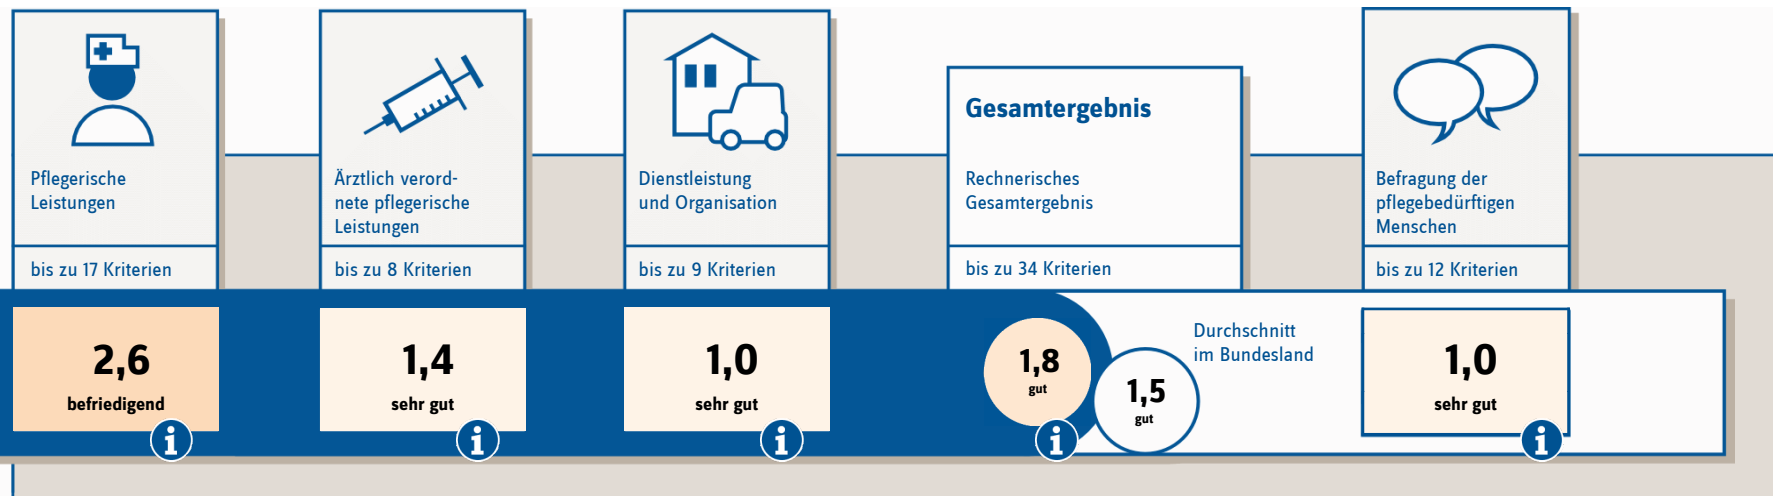 Pflegerische
Leistungen
bis zu 17 Kriterien
2,6
befriedigend
i
Ärztlich verord-
nete pflegerische
Leistungen
bis zu 8 Kriterien
1,4
sehr gut
i
Dienstleistung
und Organisation
bis zu 9 Kriterien
1,0
sehr gut
i
Gesamtergebnis
Rechnerisches
Gesamtergebnis
bis zu 34 Kriterien
1,8
gut
i
1,5
gut
Durchschnitt
im Bundesland
Befragung der
pflegebedürftigen
Menschen
bis zu 12 Kriterien
1,0
sehr gut
i